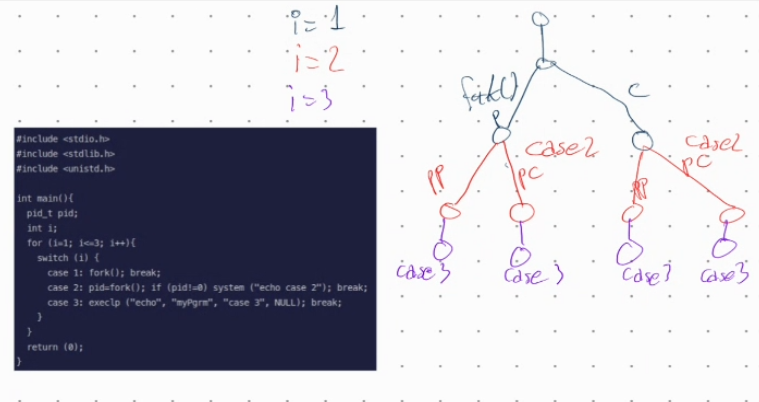 i=1
i=2
i=3
#include <stdio.h>
#include <stdlib.h>
#include <unistd.h>
int main(){
pid_t pid;
int i;
for (i=1; i<=3; i++){
switch (i) {
case 1: fork(); break;
case 2: pid=fork(); if (pid!=0) system ("echo case 2"); break;
case 3: execlp ("echo", "myPgrm", "case 3", NULL); break;
}
}
return (0);
}
fork()
P
C
PP
case2
PC
PP
case2
PC
case3
case 3
case3
case3